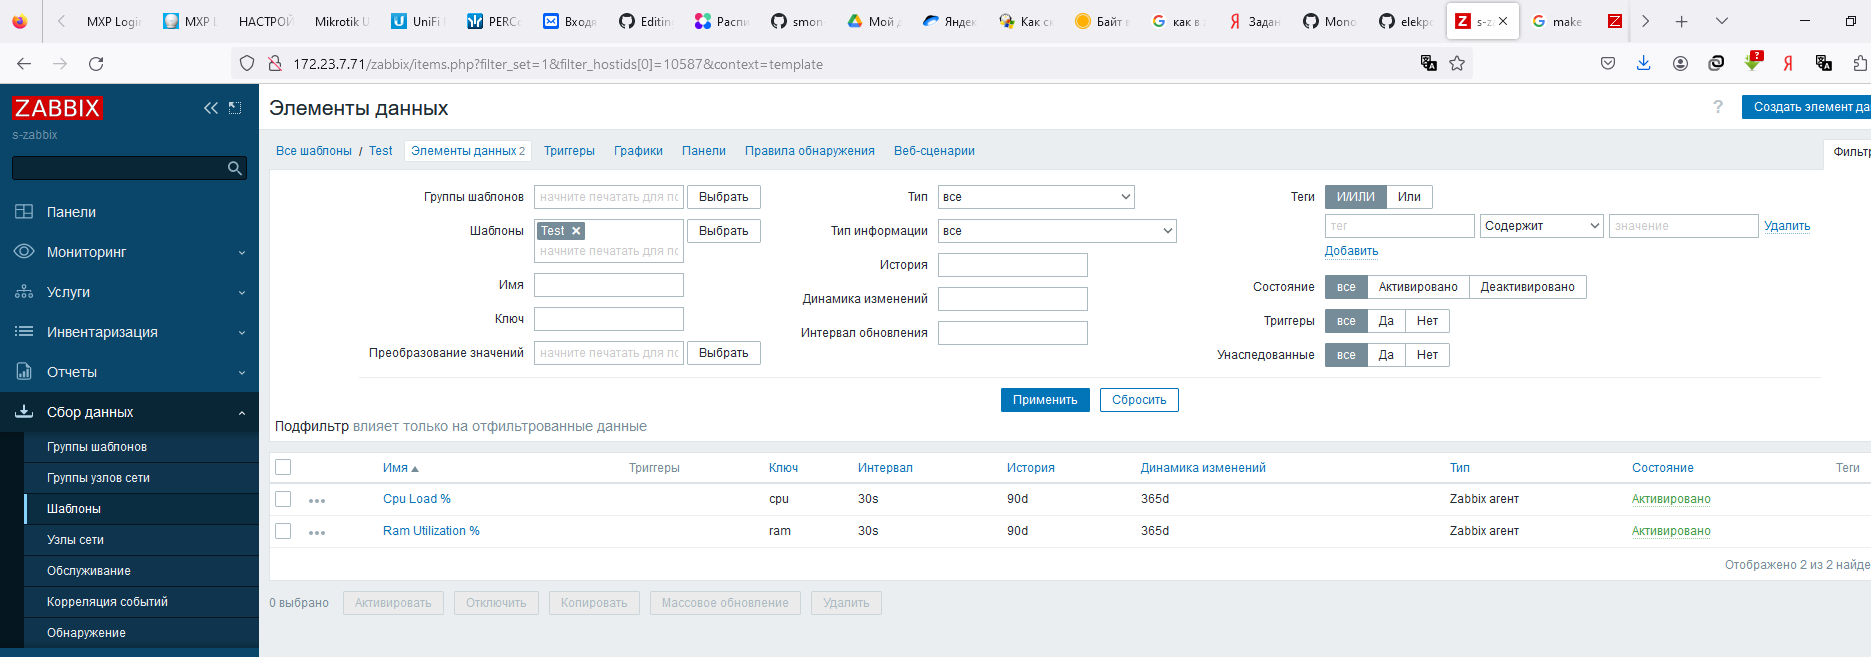 MXP Login
MXP L
НАСТРОЙ
Mikrotik U
UniFi
PERCo
Входя
Editin
Распи
smon
Мой д
Яндек
Как ск
Байт в
как в
Задан
Mono
elekp
s-za
make
172.23.7.71/zabbix/items.php?filter_set=1&filter_hostids[0]=10587&context=template
ZABBIX
s-zabbix
Панели
Мониторинг
Услуги
Инвентаризация
Отчеты
Сбор данных
Группы шаблонов
Группы узлов сети
Шаблоны
Узлы сети
Обслуживание
Корреляция событий
Обнаружение
Элементы данных
? Создать элемент да
Все шаблоны / Test Элементы данных 2 Триггеры Графики Панели Правила обнаружения Веб-сценарии
Фильтр
Группы шаблонов начните печатать для по Выбрать
Шаблоны Test Выбрать
начните печатать для по
Имя
Ключ
Преобразование значений начните печатать для по Выбрать
Тип все
Тип информации все
История
Динамика изменений
Интервал обновления
Теги И/ИЛИ Или
тег Содержит значение Удалить
Добавить
Состояние все Активировано Деактивировано
Триггеры все Да Нет
Унаследованные все Да Нет
Применить Сбросить
Подфильтр влияет только на отфильтрованные данные
Имя Триггеры Ключ Интервал История Динамика изменений Тип Состояние Теги
Cpu Load % cpu 30s 90d 365d Zabbix агент Активировано
Ram Utilization % ram 30s 90d 365d Zabbix агент Активировано
Отображено 2 из 2 найде
0 выбрано Активировать Отключить Копировать Массовое обновление Удалить